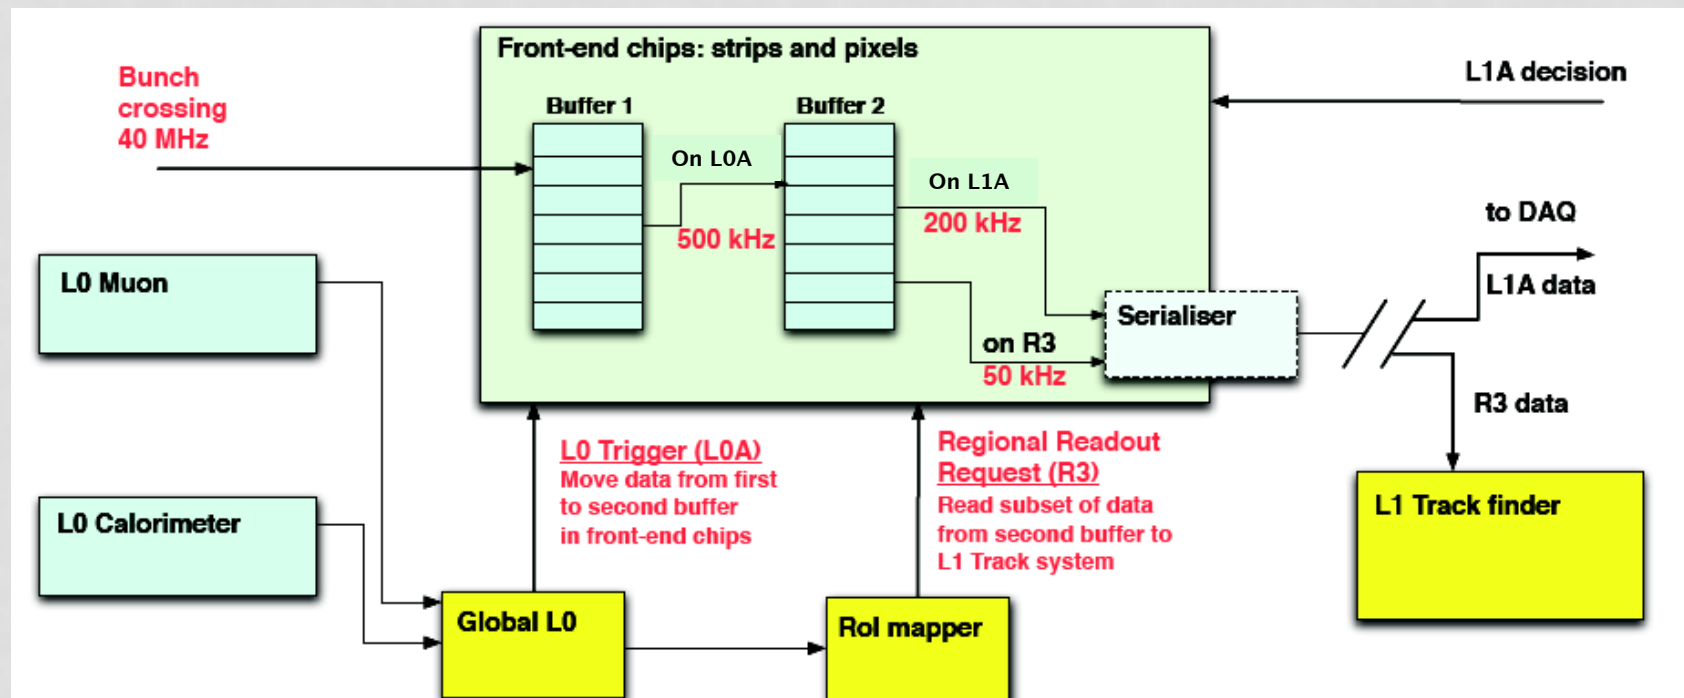 Front-end chips: strips and pixels
Bunch
crossing
40 MHz
Buffer 1
Buffer 2
On L0A
500 kHz
On L1A
200 kHz
on R3
50 kHz
Serialiser
L1A decision
to DAQ
L1A data
R3 data
L0 Muon
L0 Calorimeter
L0 Trigger (L0A)
Move data from first
to second buffer
in front-end chips
Regional Readout
Request (R3)
Read subset of data
from second buffer to
L1 Track system
L1 Track finder
Global L0
RoI mapper